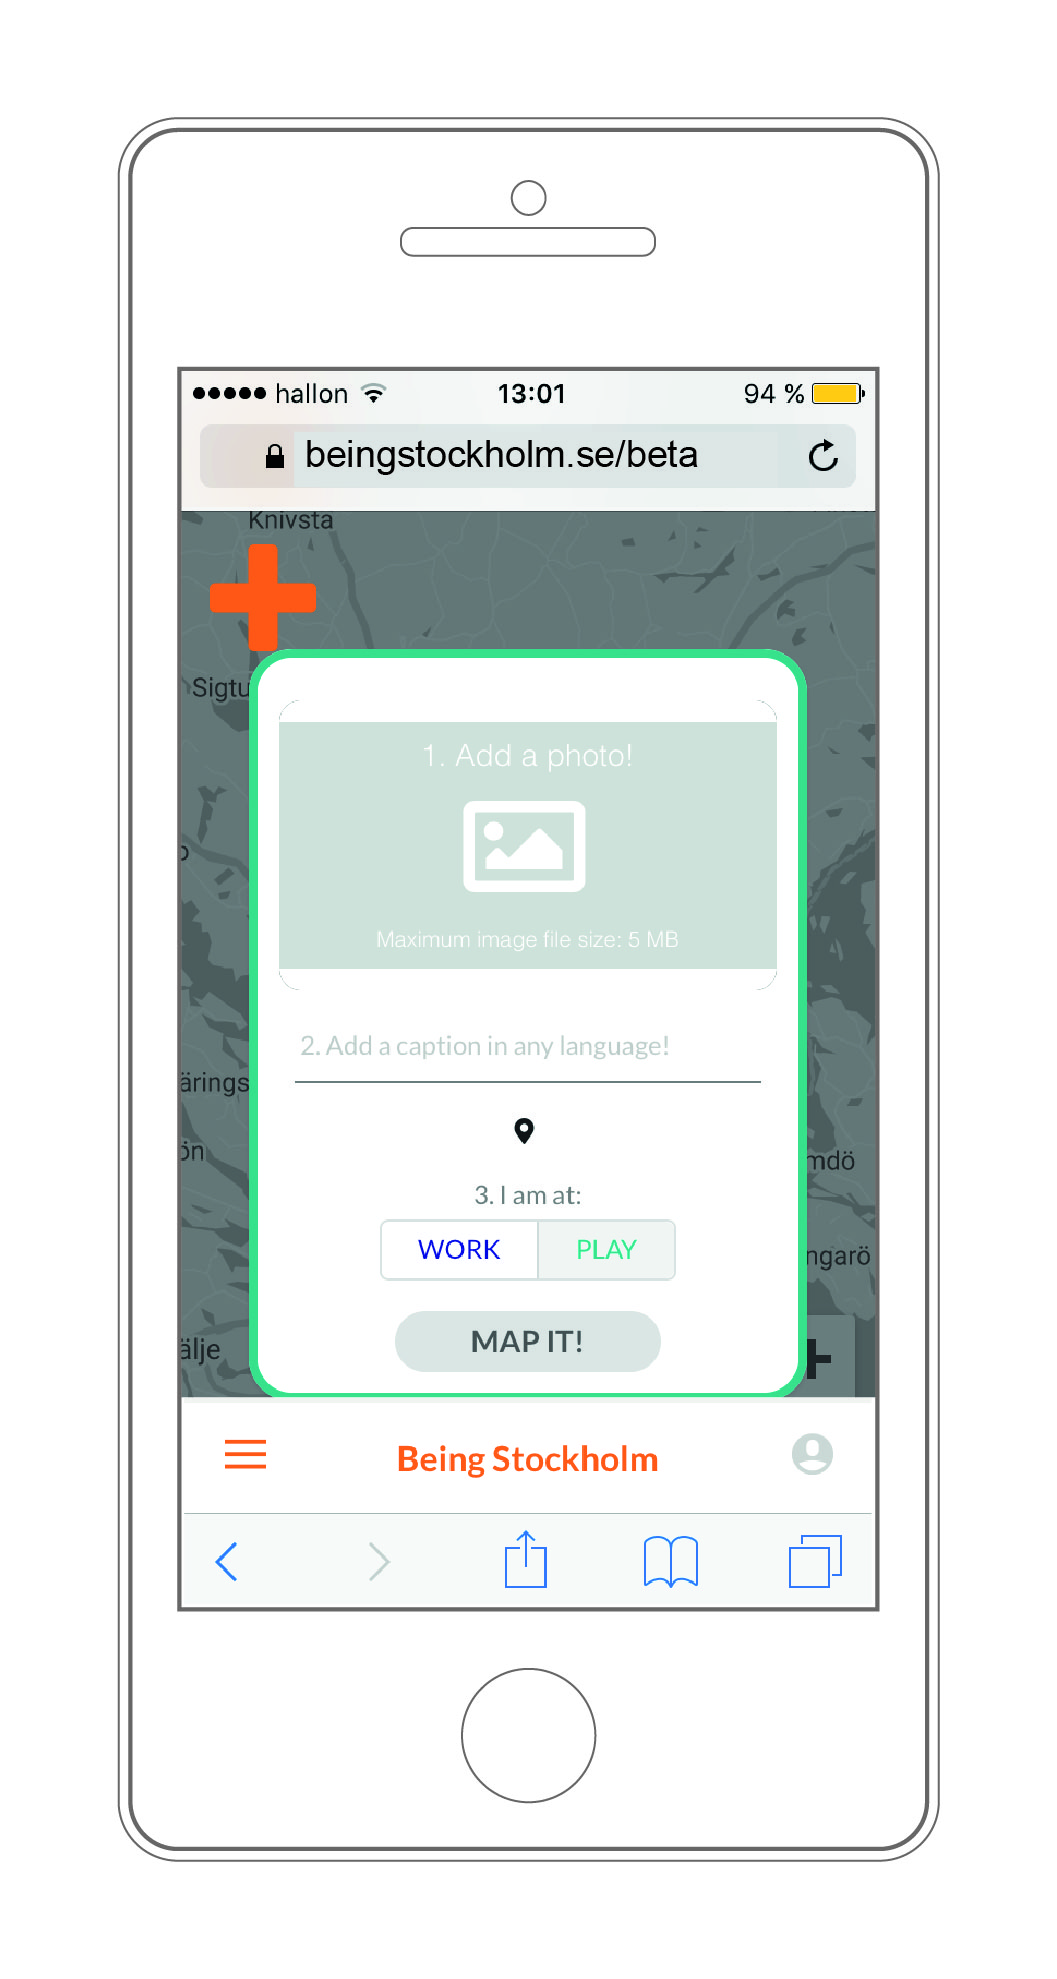 hallon 13:01 94 %
beingstockholm.se/beta
Knivsta
Sigtu
1. Add a photo!
Maximum image file size: 5 MB
2. Add a caption in any language!
ärings
ön
mdö
3. I am at:
WORK PLAY
ngarö
MAP IT!
älje
Being Stockholm